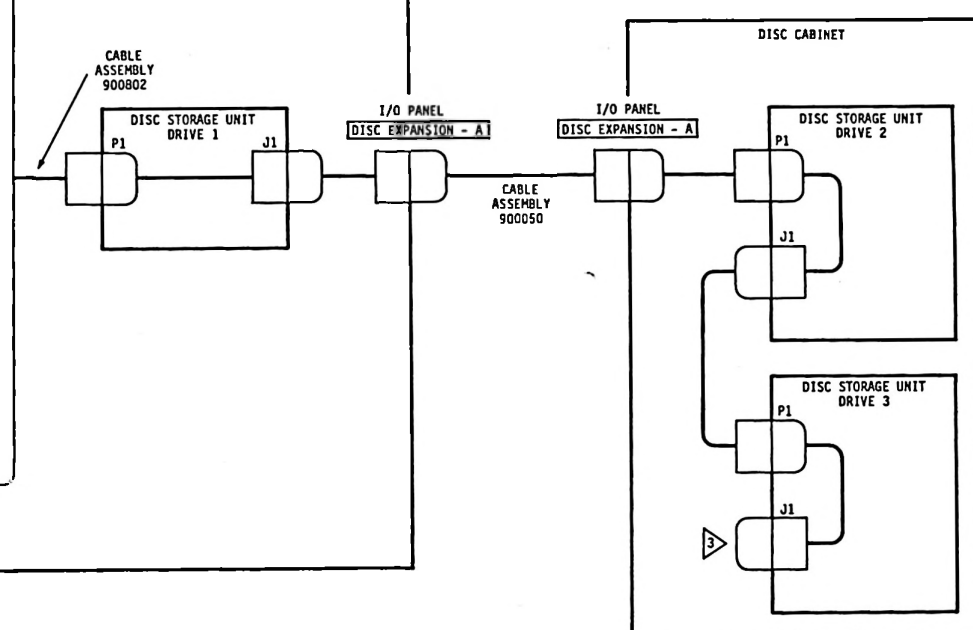 DISC CABINET
CABLE
ASSEMBLY
900802
DISC STORAGE UNIT
DRIVE 1
P1
J1
I/O PANEL
DISC EXPANSION - A
CABLE
ASSEMBLY
900050
I/O PANEL
DISC EXPANSION - A
DISC STORAGE UNIT
DRIVE 2
P1
J1
DISC STORAGE UNIT
DRIVE 3
P1
J1
3